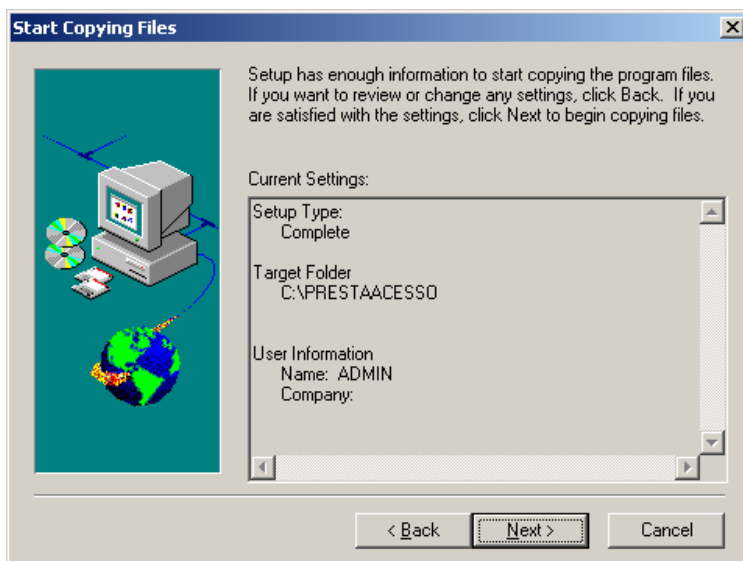 Start Copying Files
Setup has enough information to start copying the program files.
If you want to review or change any settings, click Back.  If you
are satisfied with the settings, click Next to begin copying files.
Current Settings:
Setup Type:
Complete
Target Folder
C:\PRESTAACESSO
User Information
Name:  ADMIN
Company:
< Back
Next >
Cancel